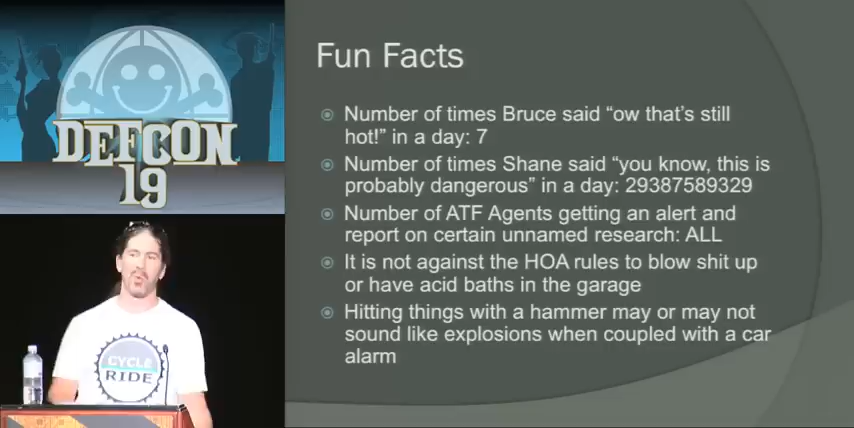 DEFCON
19
CYCLE
RIDE
Fun Facts
Number of times Bruce said “ow that’s still
hot!” in a day: 7
Number of times Shane said “you know, this is
probably dangerous” in a day: 29387589329
Number of ATF Agents getting an alert and
report on certain unnamed research: ALL
It is not against the HOA rules to blow shit up
or have acid baths in the garage
Hitting things with a hammer may or may not
sound like explosions when coupled with a car
alarm